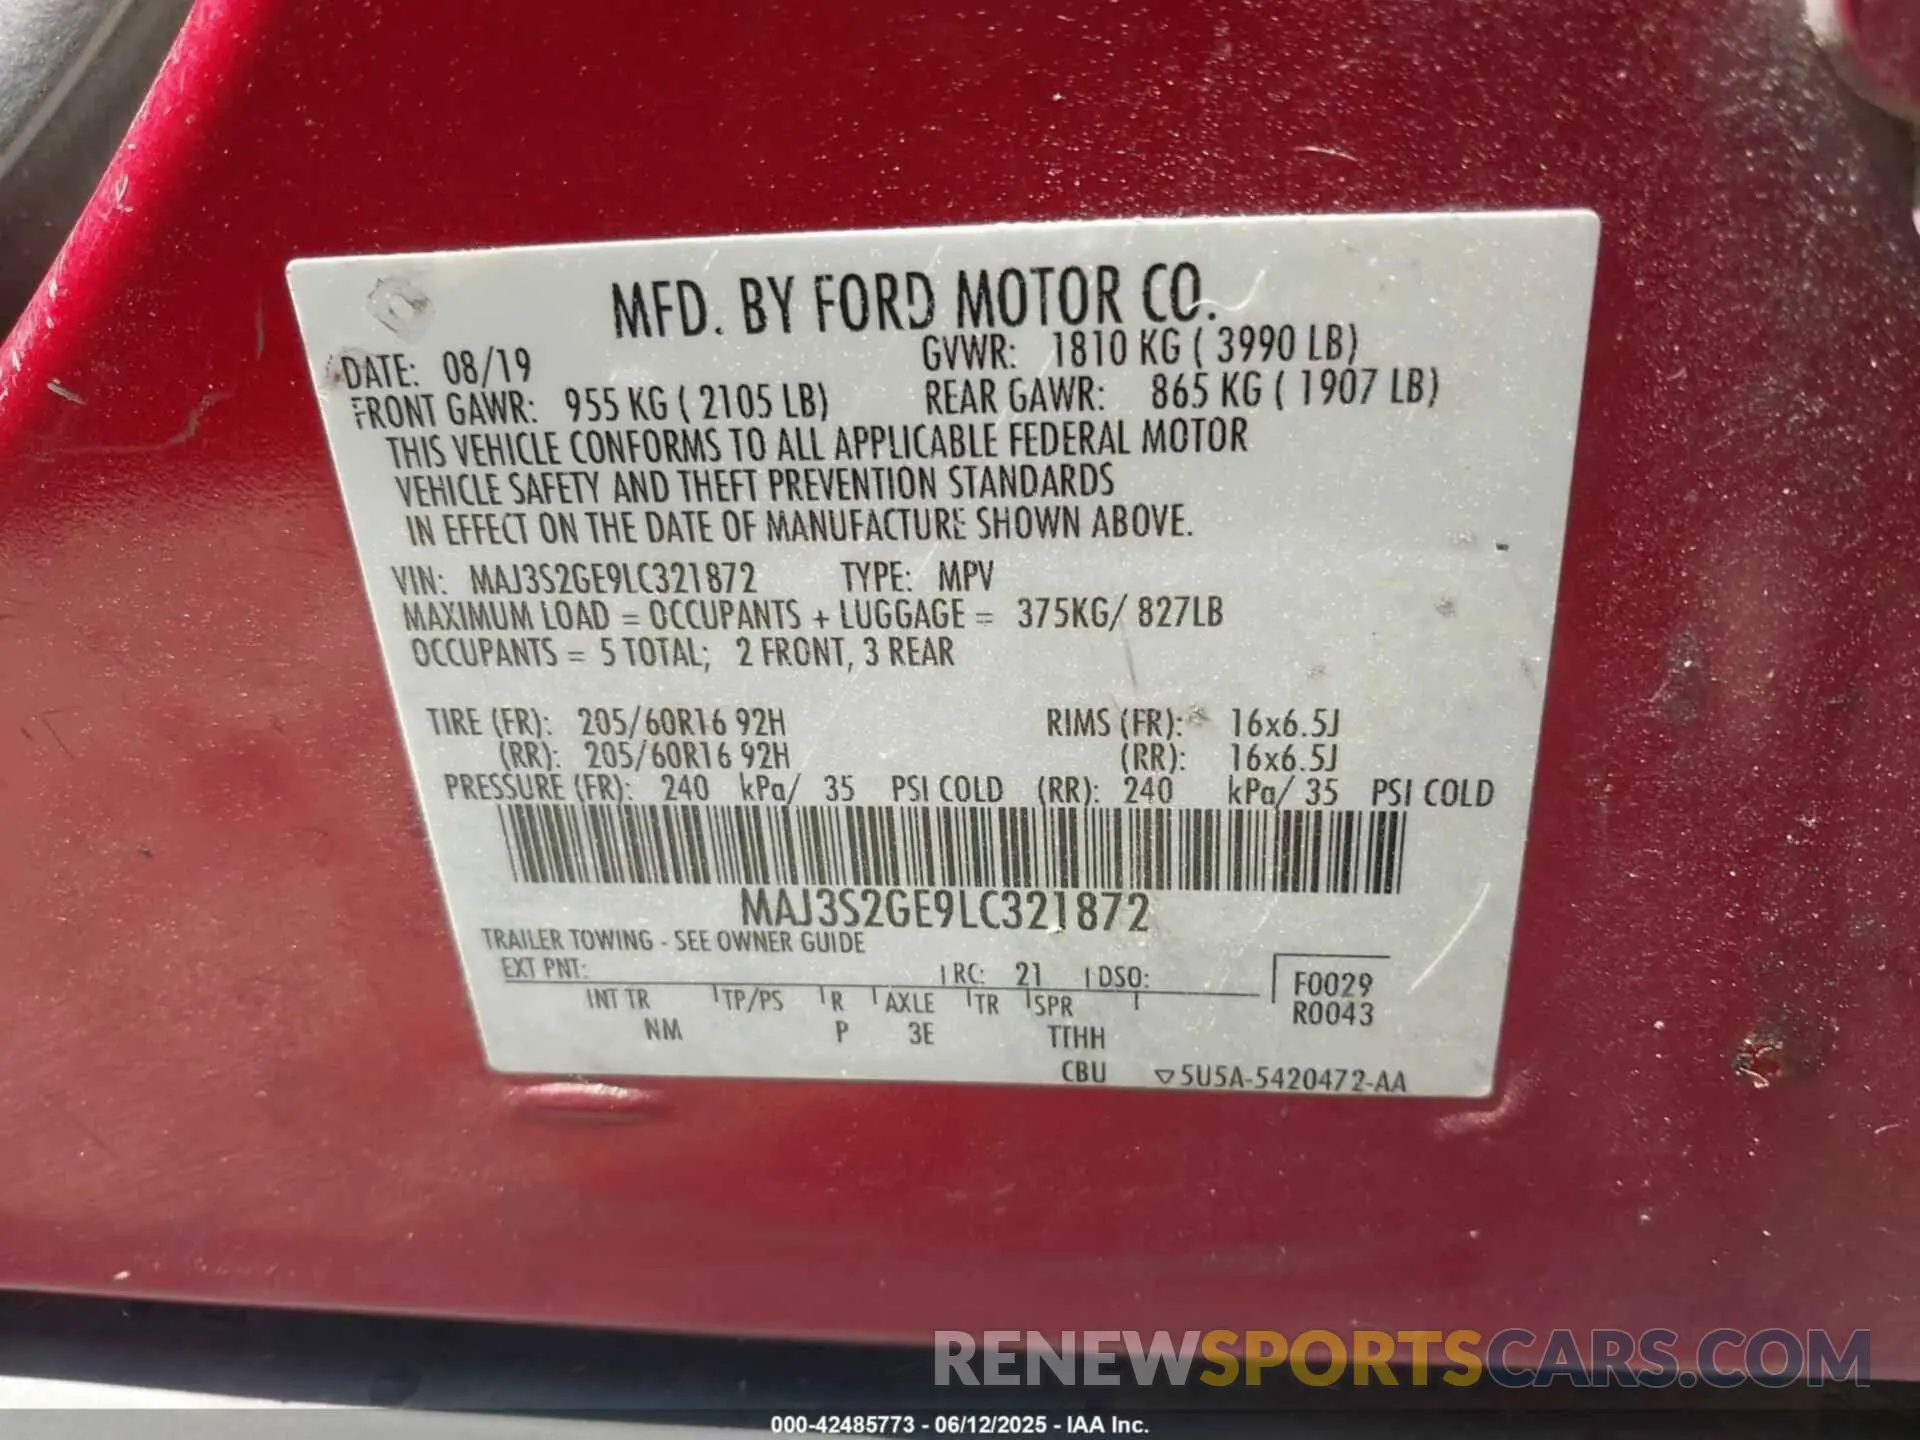 MFD. BY FORD MOTOR CO.
DATE: 08/19 GVWR: 1810 KG ( 3990 LB)
FRONT GAWR: 955 KG ( 2105 LB) REAR GAWR: 865 KG ( 1907 LB)
THIS VEHICLE CONFORMS TO ALL APPLICABLE FEDERAL MOTOR
VEHICLE SAFETY AND THEFT PREVENTION STANDARDS
IN EFFECT ON THE DATE OF MANUFACTURE SHOWN ABOVE.
VIN: MAJ3S2GE9LC321872 TYPE: MPV
MAXIMUM LOAD = OCCUPANTS + LUGGAGE = 375KG/ 827LB
OCCUPANTS = 5 TOTAL; 2 FRONT, 3 REAR
TIRE (FR): 205/60R16 92H RIMS (FR): 16x6.5J
(RR): 205/60R16 92H (RR): 16x6.5J
PRESSURE (FR): 240 kPa/ 35 PSI COLD (RR): 240 kPa/ 35 PSI COLD
MAJ3S2GE9LC321872
TRAILER TOWING - SEE OWNER GUIDE
EXT PNT: RC: 21 DSO:
INT TR TP/PS R AXLE TR SPR
NM P 3E TTHH
F0029
R0043
CBU ▽5U5A-5420472-AA
RENEWSPORTSCARS.COM
000-42485773 - 06/12/2025 - IAA Inc.